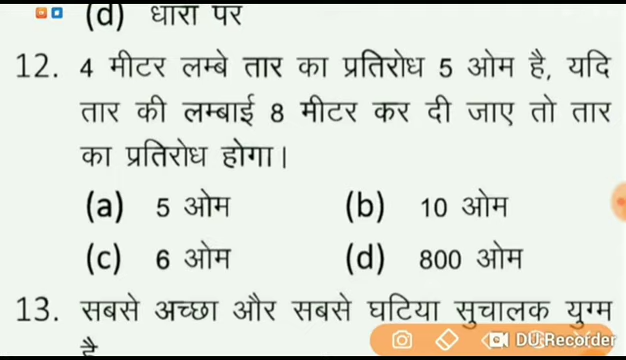 (d) धारा पर
12. 4 मीटर लम्बे तार का प्रतिरोध 5 ओम है, यदि
तार की लम्बाई 8 मीटर कर दी जाए तो तार
का प्रतिरोध होगा।
(a) 5 ओम (b) 10 ओम
(c) 6 ओम (d) 800 ओम
13. सबसे अच्छा और सबसे घटिया सुचालक युग्म
है
DU Recorder